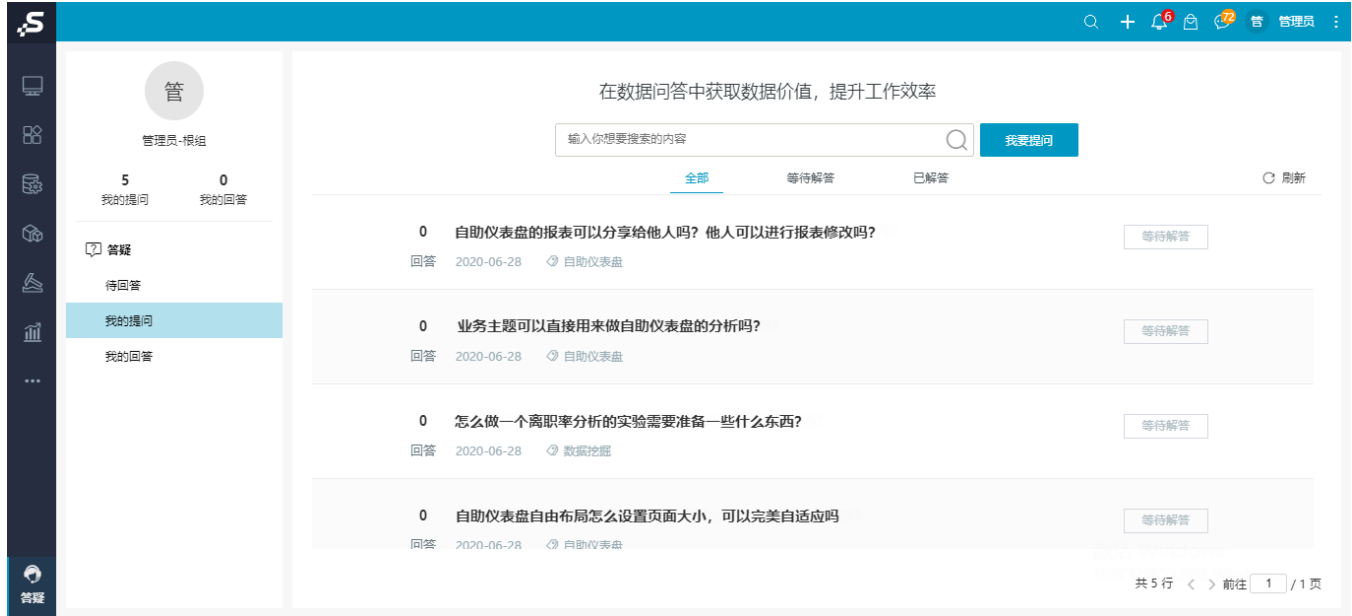 S
6
72
管
管理员
管
管理员-根组
5
0
我的提问
我的回答
答疑
待回答
我的提问
我的回答
答疑
在数据问答中获取数据价值，提升工作效率
输入你想要搜索的内容
我要提问
全部
等待解答
已解答
刷新
0
自助仪表盘的报表可以分享给他人吗？他人可以进行报表修改吗？
等待解答
回答
2020-06-28
自助仪表盘
0
业务主题可以直接用来做自助仪表盘的分析吗？
等待解答
回答
2020-06-28
自助仪表盘
0
怎么做一个离职率分析的实验需要准备一些什么东西？
等待解答
回答
2020-06-28
数据挖掘
0
自助仪表盘自由布局怎么设置页面大小，可以完美自适应吗
等待解答
回答
2020-06-28
自助仪表盘
共 5 行 < > 前往 1 / 1 页